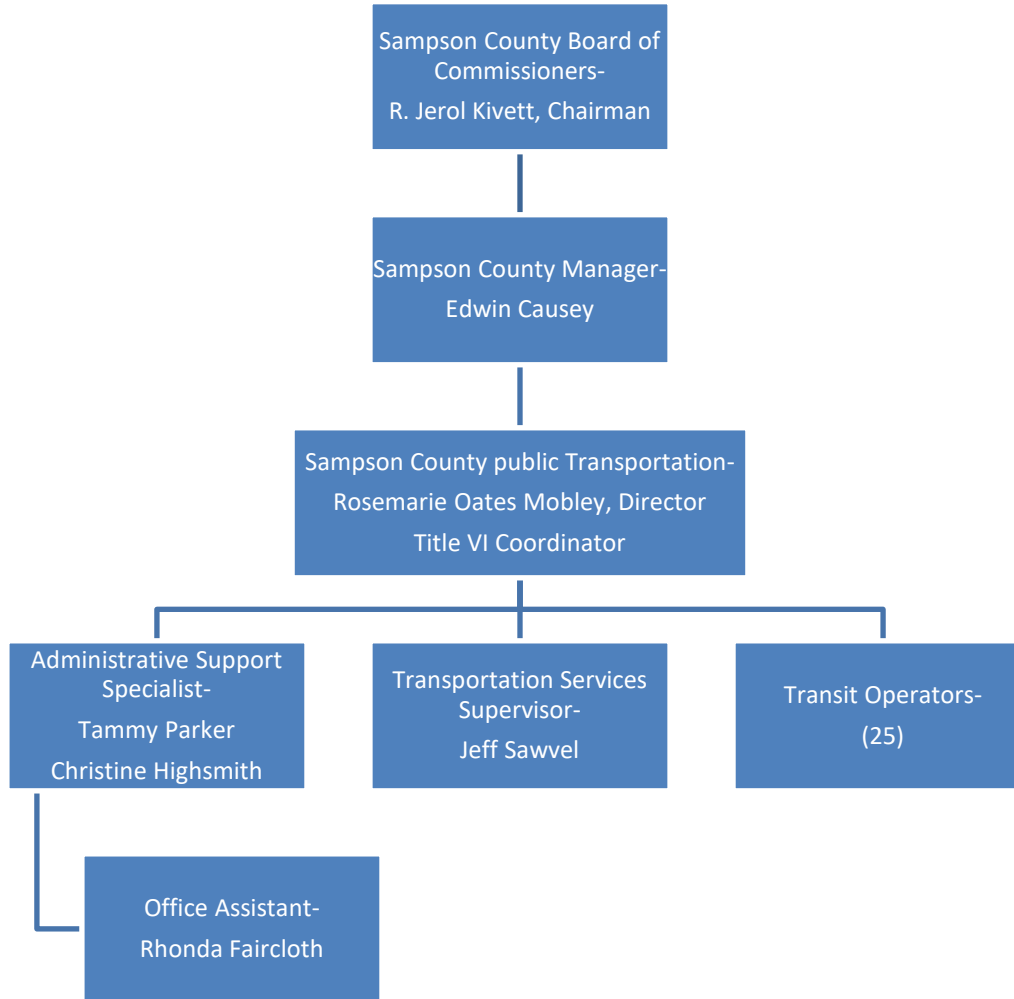 Sampson County Board of
Commissioners-
R. Jerol Kivett, Chairman
Sampson County Manager-
Edwin Causey
Sampson County public Transportation-
Rosemarie Oates Mobley, Director
Title VI Coordinator
Administrative Support
Specialist-
Tammy Parker
Christine Highsmith
Transportation Services
Supervisor-
Jeff Sawvel
Transit Operators-
(25)
Office Assistant-
Rhonda Faircloth